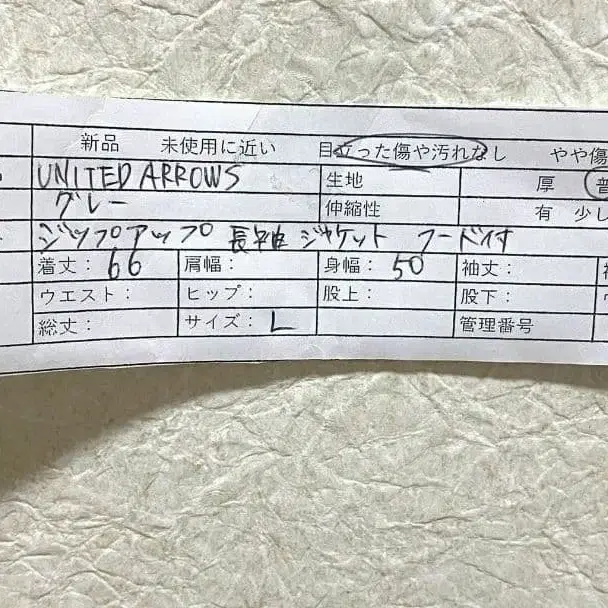 新品 未使用に近い 目立った傷や汚れなし やや傷
UNITED ARROWS 生地 厚 普
グレー 伸縮性 有 少し
ジップアップ 長袖 ジャケット フード付
着丈：66 肩幅： 身幅：50 袖丈：
ウエスト： ヒップ： 股上： 股下：
総丈： サイズ：L 管理番号